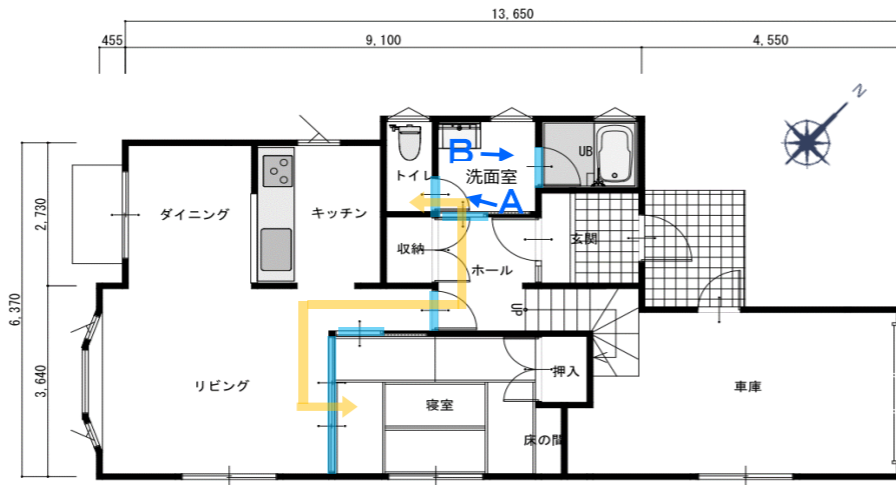 13,650
455
9,100
4,550
N
B
UB
トイレ
洗面室
A
ダイニング
キッチン
2,730
収納
玄関
ホール
6,370
UP
3,640
リビング
押入
車庫
寝室
床の間